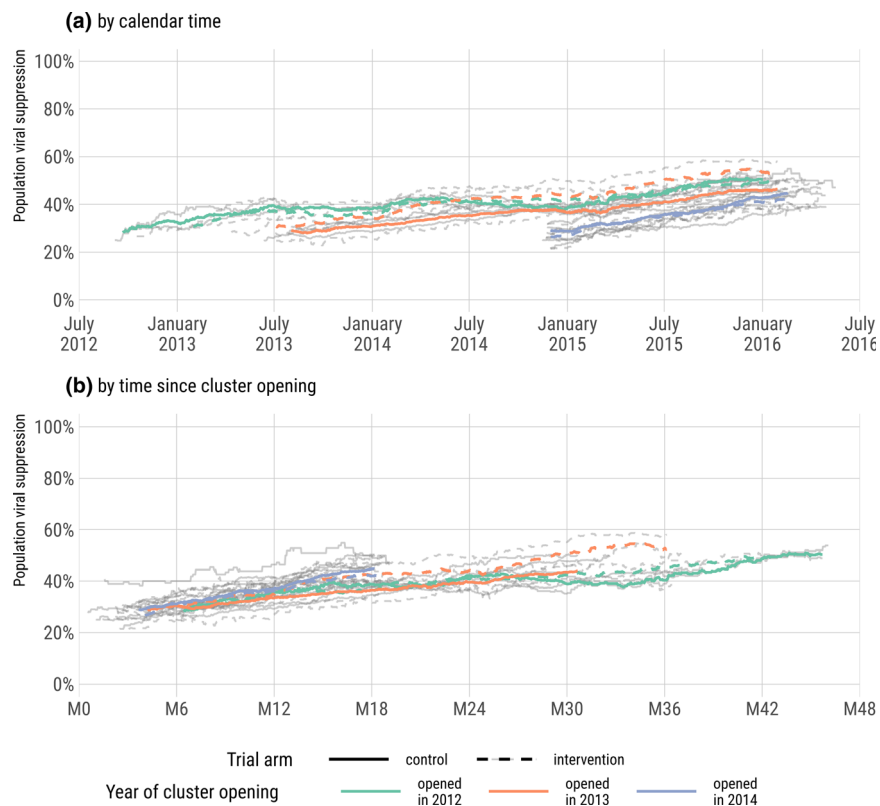 (a) by calendar time
Population viral suppression
100%
80%
60%
40%
20%
0%
July 2012
January 2013
July 2013
January 2014
July 2014
January 2015
July 2015
January 2016
July 2016
(b) by time since cluster opening
Population viral suppression
100%
80%
60%
40%
20%
0%
M0 M6 M12 M18 M24 M30 M36 M42 M48
Trial arm control intervention
Year of cluster opening
opened in 2012
opened in 2013
opened in 2014